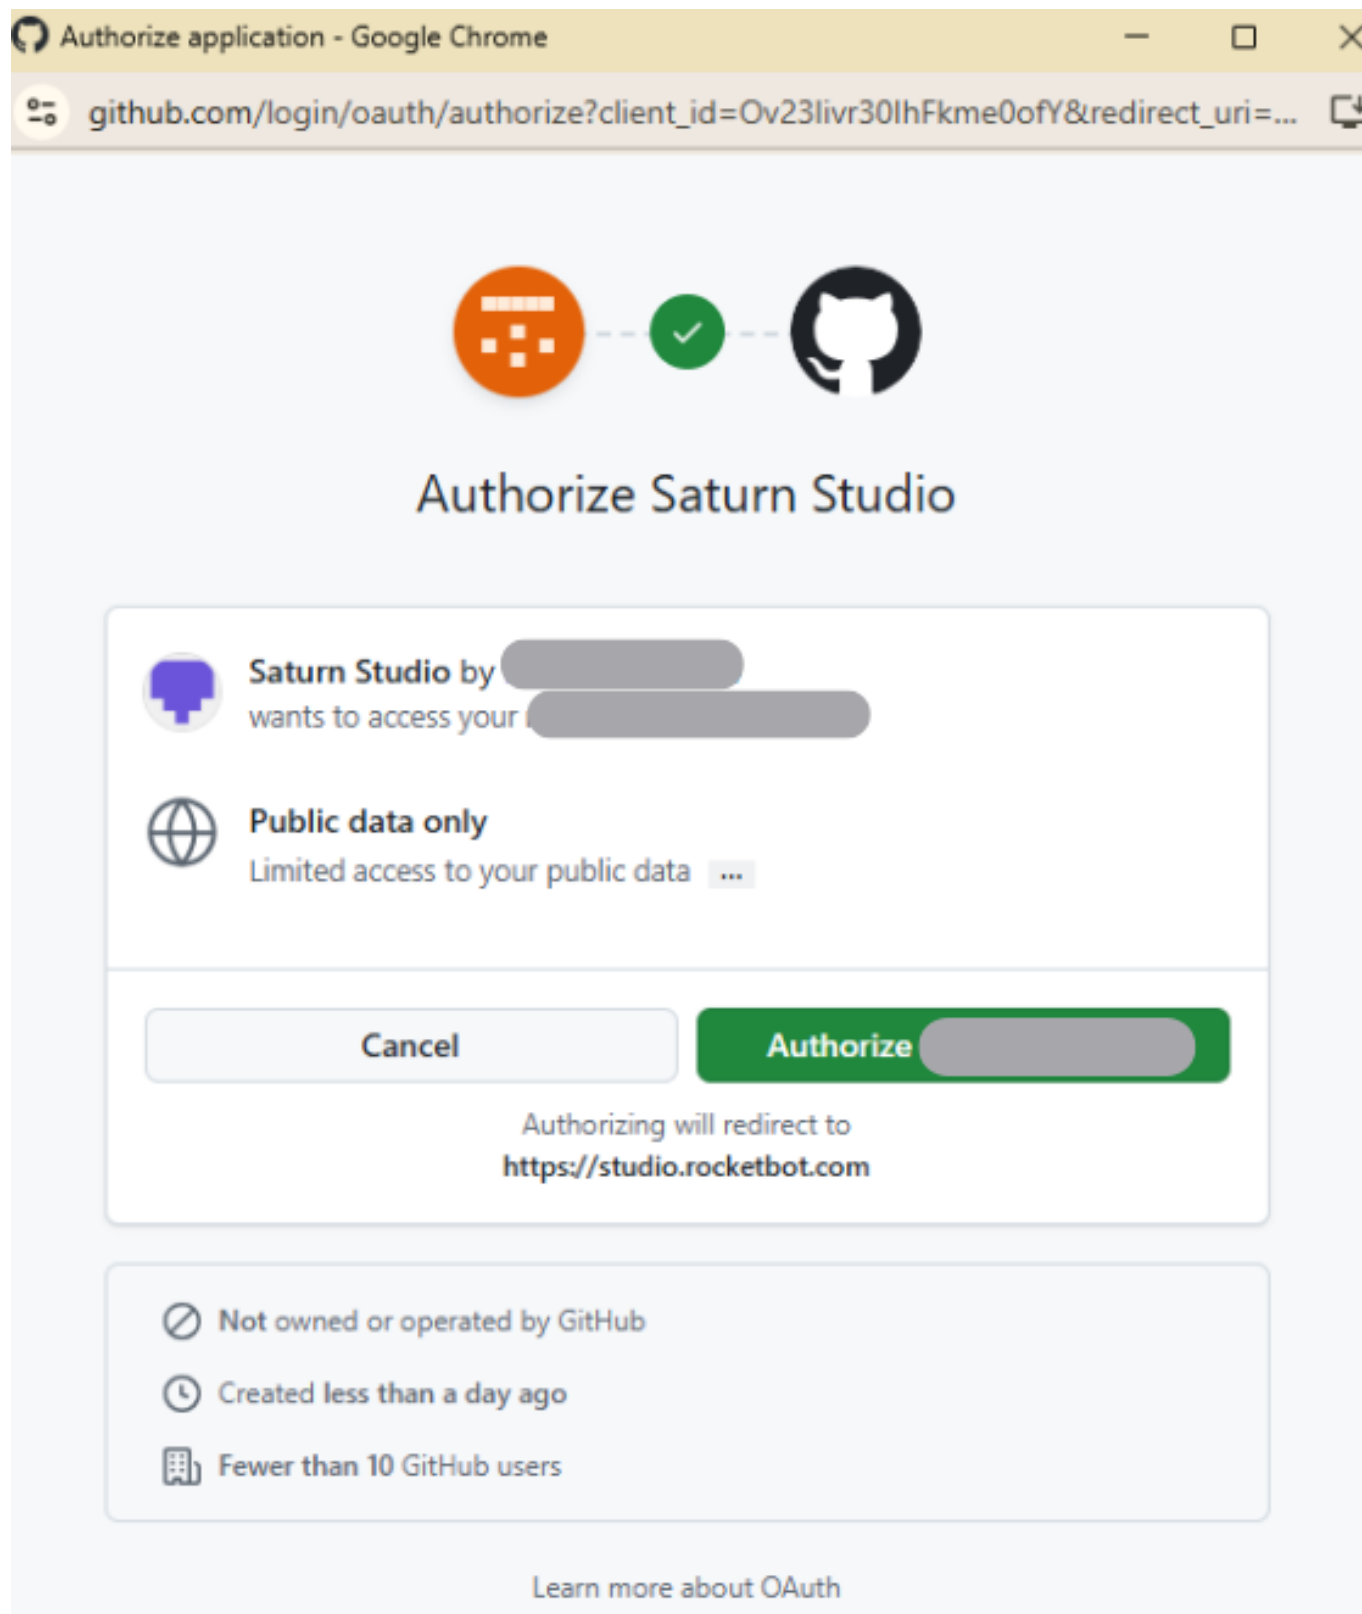 Authorize application - Google Chrome
github.com/login/oauth/authorize?client_id=Ov23livr30lhFkme0ofY&redirect_uri=...
Authorize Saturn Studio
Saturn Studio by
wants to access your
Public data only
Limited access to your public data ...
Cancel
Authorize
Authorizing will redirect to
https://studio.rocketbot.com
Not owned or operated by GitHub
Created less than a day ago
Fewer than 10 GitHub users
Learn more about OAuth